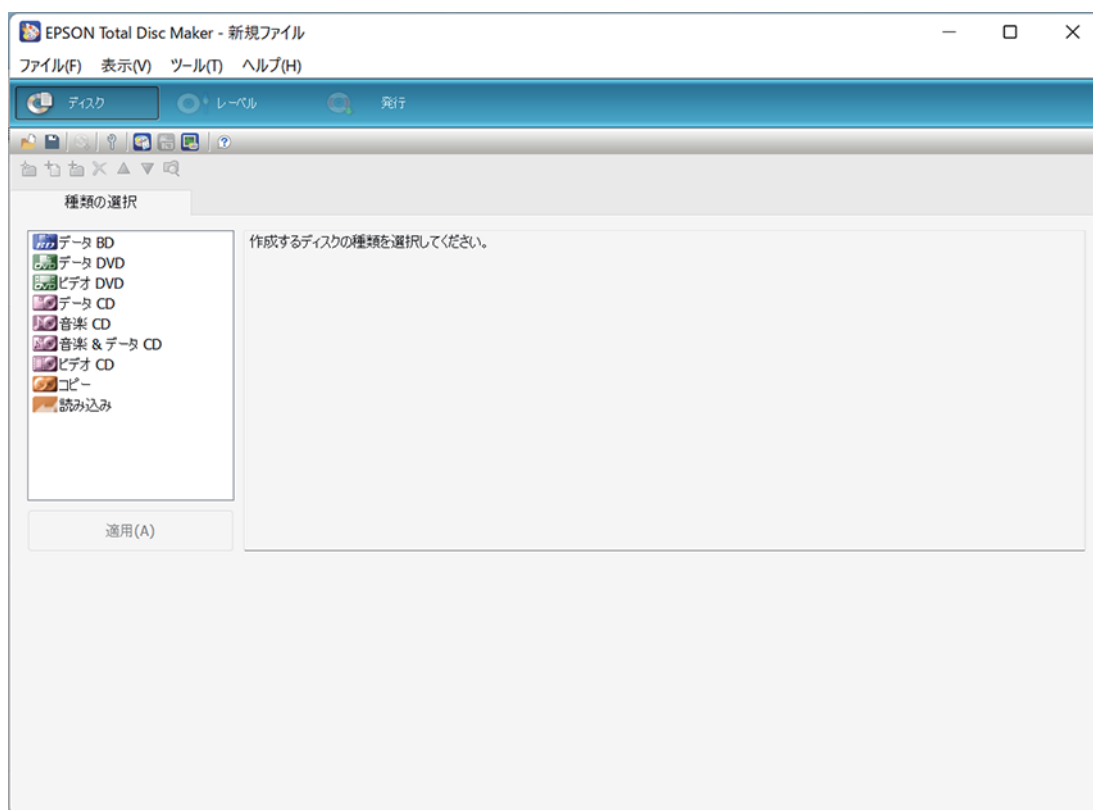 EPSON Total Disc Maker - 新規ファイル
ファイル(F) 表示(V) ツール(T) ヘルプ(H)
ディスク レーベル 発行
種類の選択
データ BD
データ DVD
ビデオ DVD
データ CD
音楽 CD
音楽 & データ CD
ビデオ CD
コピー
読み込み
適用(A)
作成するディスクの種類を選択してください。